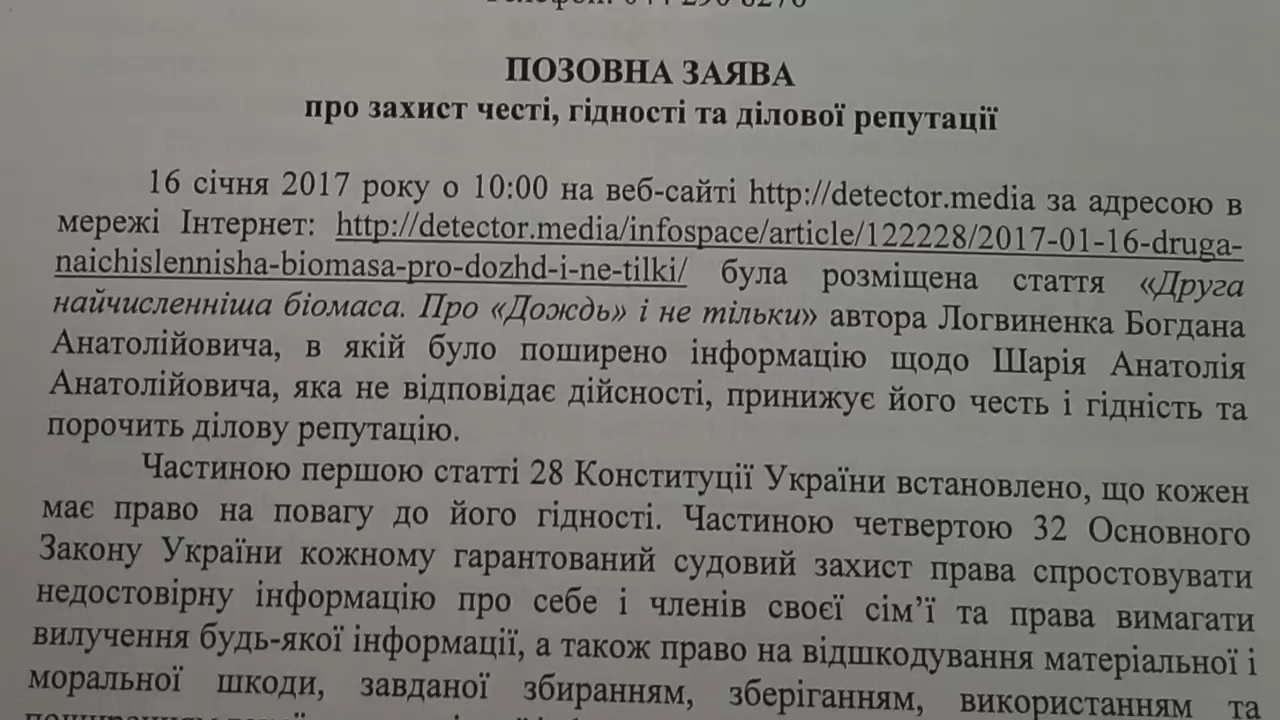 ПОЗОВНА ЗАЯВА
про захист честі, гідності та ділової репутації
16 січня 2017 року о 10:00 на веб-сайті http://detector.media за адресою в
мережі Інтернет: http://detector.media/infospace/article/122228/2017-01-16-druga-
naichislennisha-biomasa-pro-dozhd-i-ne-tilki/ була розміщена стаття «Друга
найчисленніша біомаса. Про «Дождь» і не тільки» автора Логвиненка Богдана
Анатолійовича, в якій було поширено інформацію щодо Шарія Анатолія
Анатолійовича, яка не відповідає дійсності, принижує його честь і гідність та
порочить ділову репутацію.
Частиною першою статті 28 Конституції України встановлено, що кожен
має право на повагу до його гідності. Частиною четвертою 32 Основного
Закону України кожному гарантований судовий захист права спростовувати
недостовірну інформацію про себе і членів своєї сім’ї та права вимагати
вилучення будь-якої інформації, а також право на відшкодування матеріальної і
моральної шкоди, завданої збиранням, зберіганням, використанням та